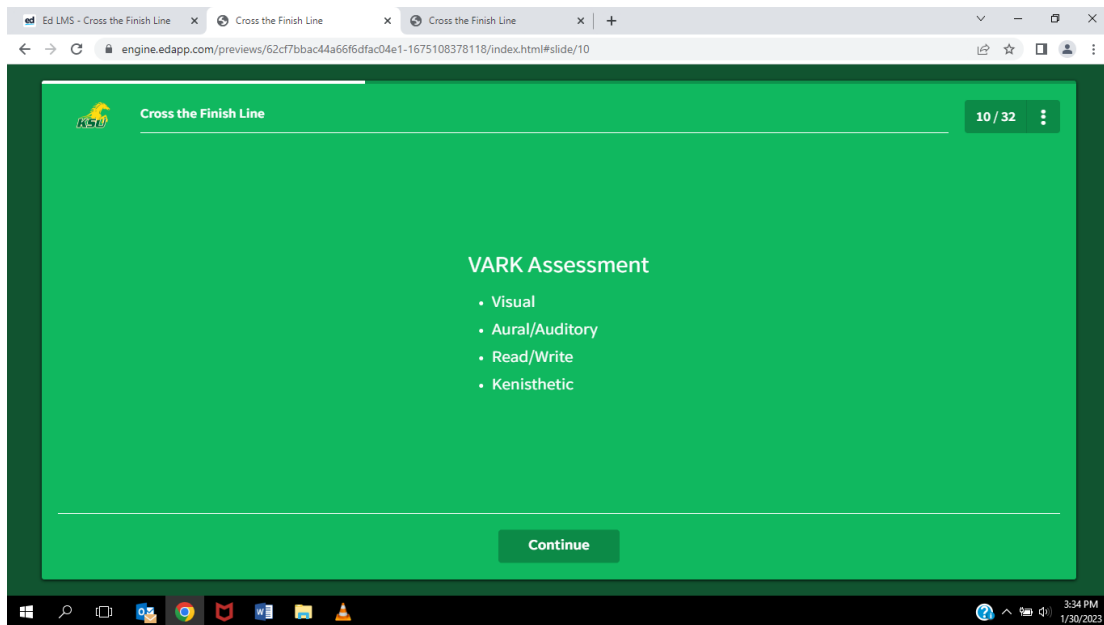 ed Ed LMS - Cross the Finish Line
Cross the Finish Line
Cross the Finish Line
engine.edapp.com/previews/62cf7bbac44a66f6dfac04e1-1675108378118/index.html#slide/10
KSU
Cross the Finish Line
10 / 32
VARK Assessment
• Visual
• Aural/Auditory
• Read/Write
• Kenisthetic
Continue
3:34 PM
1/30/2023